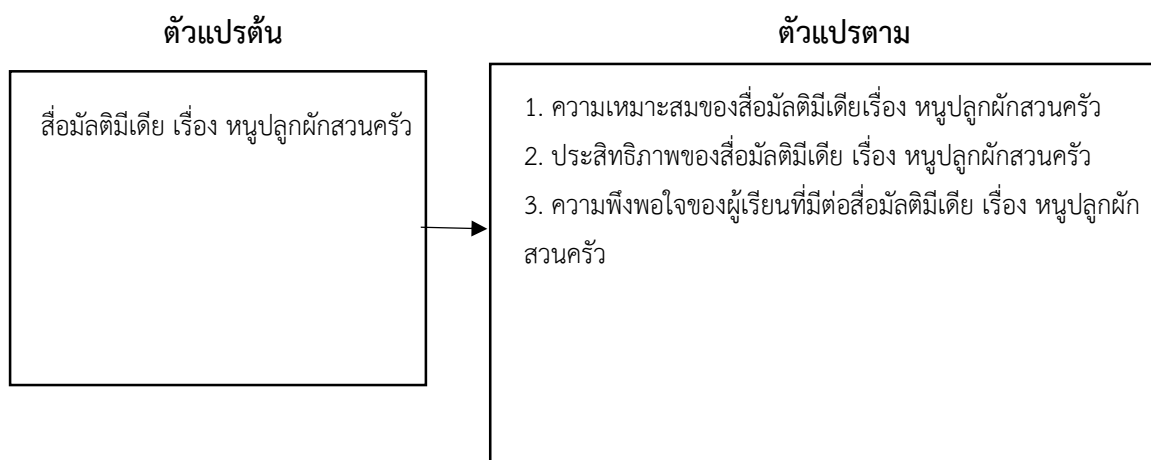 ตัวแปรต้น
ตัวแปรตาม
สื่อมัลติมีเดีย เรื่อง หนูปลูกผักสวนครัว
1. ความเหมาะสมของสื่อมัลติมีเดียเรื่อง หนูปลูกผักสวนครัว
2. ประสิทธิภาพของสื่อมัลติมีเดีย เรื่อง หนูปลูกผักสวนครัว
3. ความพึงพอใจของผู้เรียนที่มีต่อสื่อมัลติมีเดีย เรื่อง หนูปลูกผัก
สวนครัว